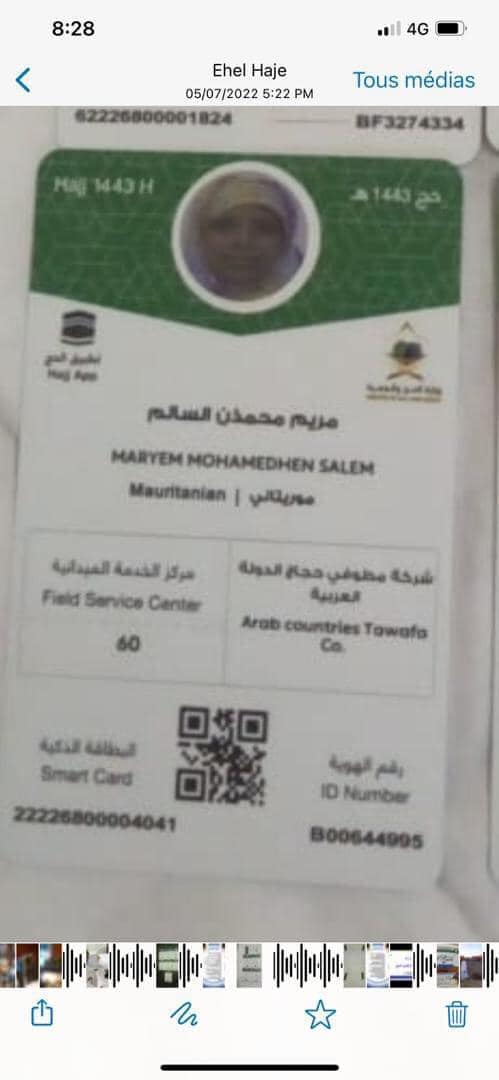 8:28
4G
Ehel Haje
05/07/2022 5:22 PM
Tous médias
62226800001824
BF3274334
Hajj 1443 H
حج 1443 هـ
تطبيق الحج
Hajj App
مريم محمذن السالم
MARYEM MOHAMEDHEN SALEM
Mauritanian | موريتاني
مركز الخدمة الميدانية
Field Service Center
60
شركة مطوفي حجاج الدولة
العربية
Arab countries Tawafa
Co.
البطاقة الذكية
Smart Card
22226800004041
رقم الهوية
ID Number
B00644995